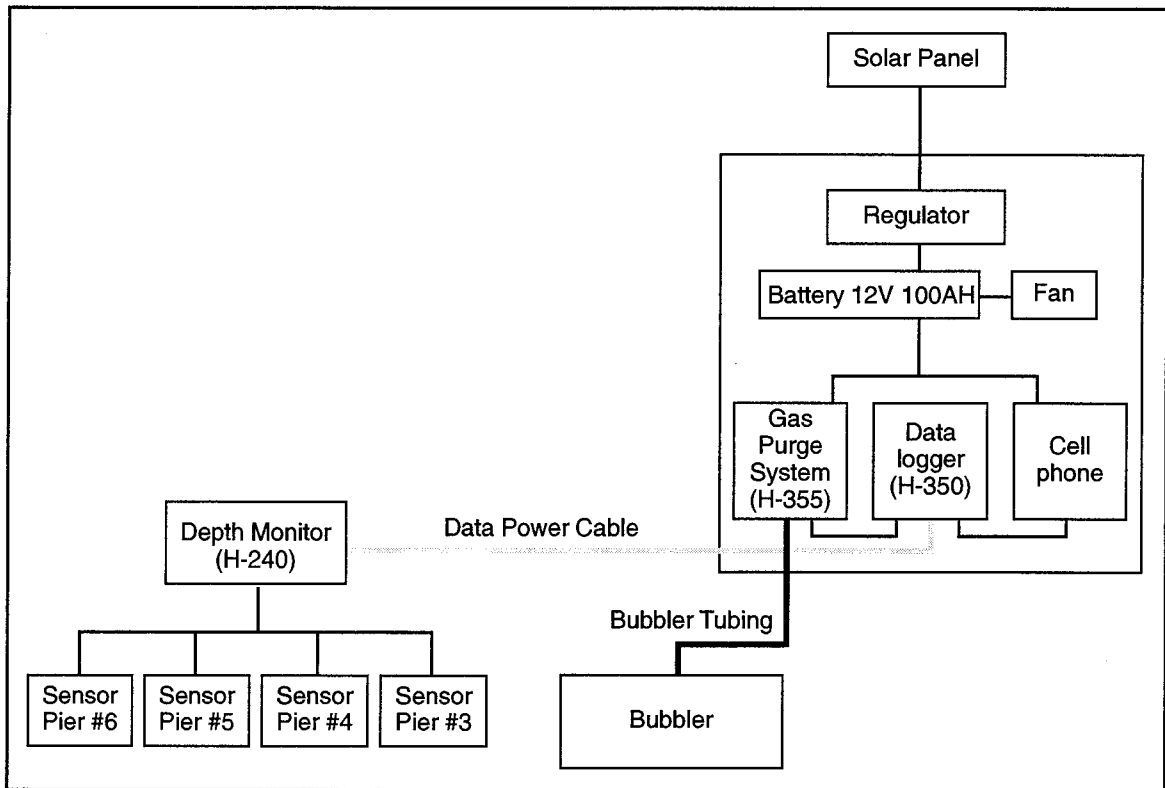 Solar Panel
Regulator
Battery 12V 100AH
Fan
Gas
Purge
System
(H-355)
Data
logger
(H-350)
Cell
phone
Depth Monitor
(H-240)
Data Power Cable
Bubbler Tubing
Sensor
Pier #6
Sensor
Pier #5
Sensor
Pier #4
Sensor
Pier #3
Bubbler